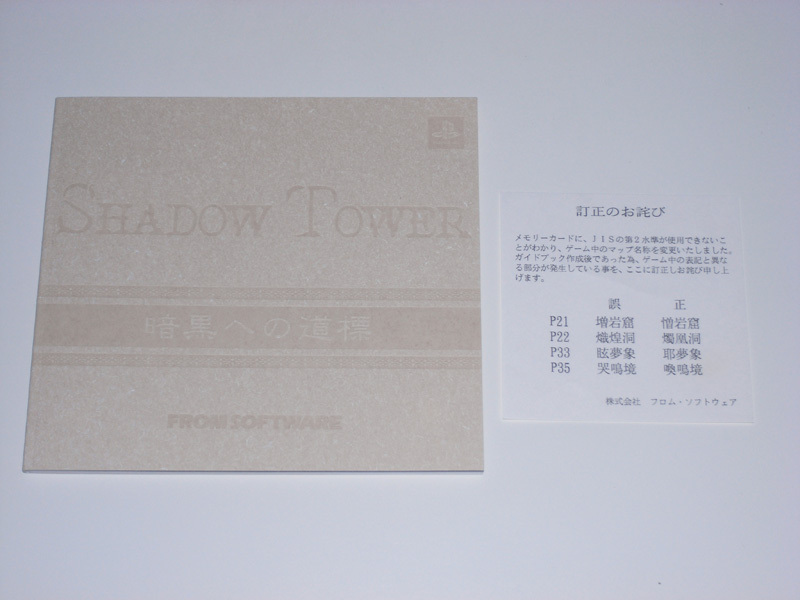 SHADOW TOWER
暗黒への道標
FROMSOFTWARE
訂正のお詫び
メモリーカードに、JISの第2水準が使用できないこ
とがわかり、ゲーム中のマップ名称を変更いたしました。
ガイドブック作成後であった為、ゲーム中の表記と異な
る部分が発生している事を、ここに訂正しお詫び申し上
げます。
誤 正
P21 増岩窟 憎岩窟
P22 熾煌洞 燭凰洞
P33 眩夢象 耶夢象
P35 哭鳴境 喚鳴境
株式会社 フロム・ソフトウェア